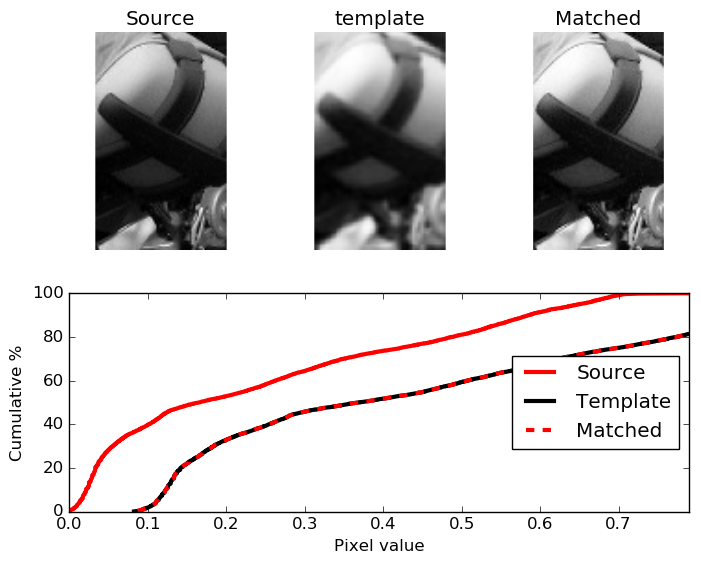 Source template Matched
100
80
60
40
20
0
Cumulative %
Source
Template
Matched
0.0 0.1 0.2 0.3 0.4 0.5 0.6 0.7
Pixel value